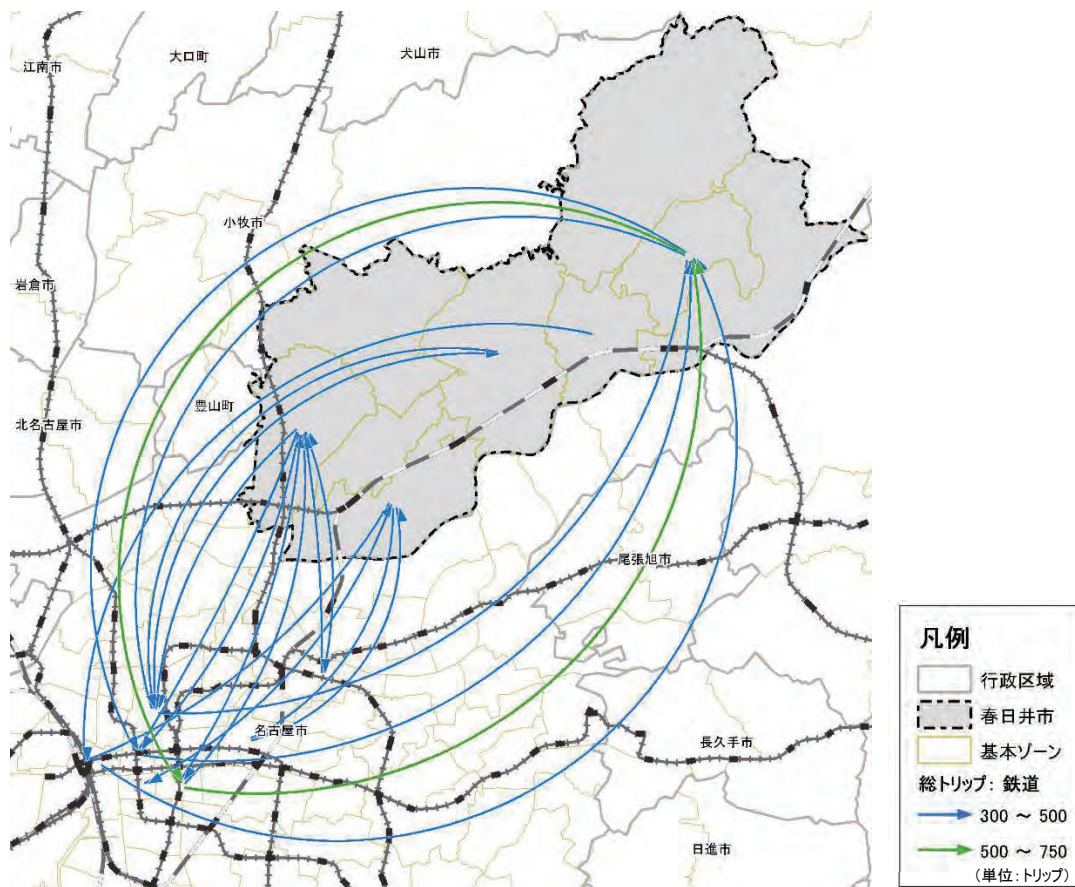 大口町
犬山市
江南市
小牧市
岩倉市
豊山町
北名古屋市
尾張旭市
名古屋市
長久手市
日進市
凡例
行政区域
春日井市
基本ゾーン
総トリップ：鉄道
300 ～ 500
500 ～ 750
(単位：トリップ)